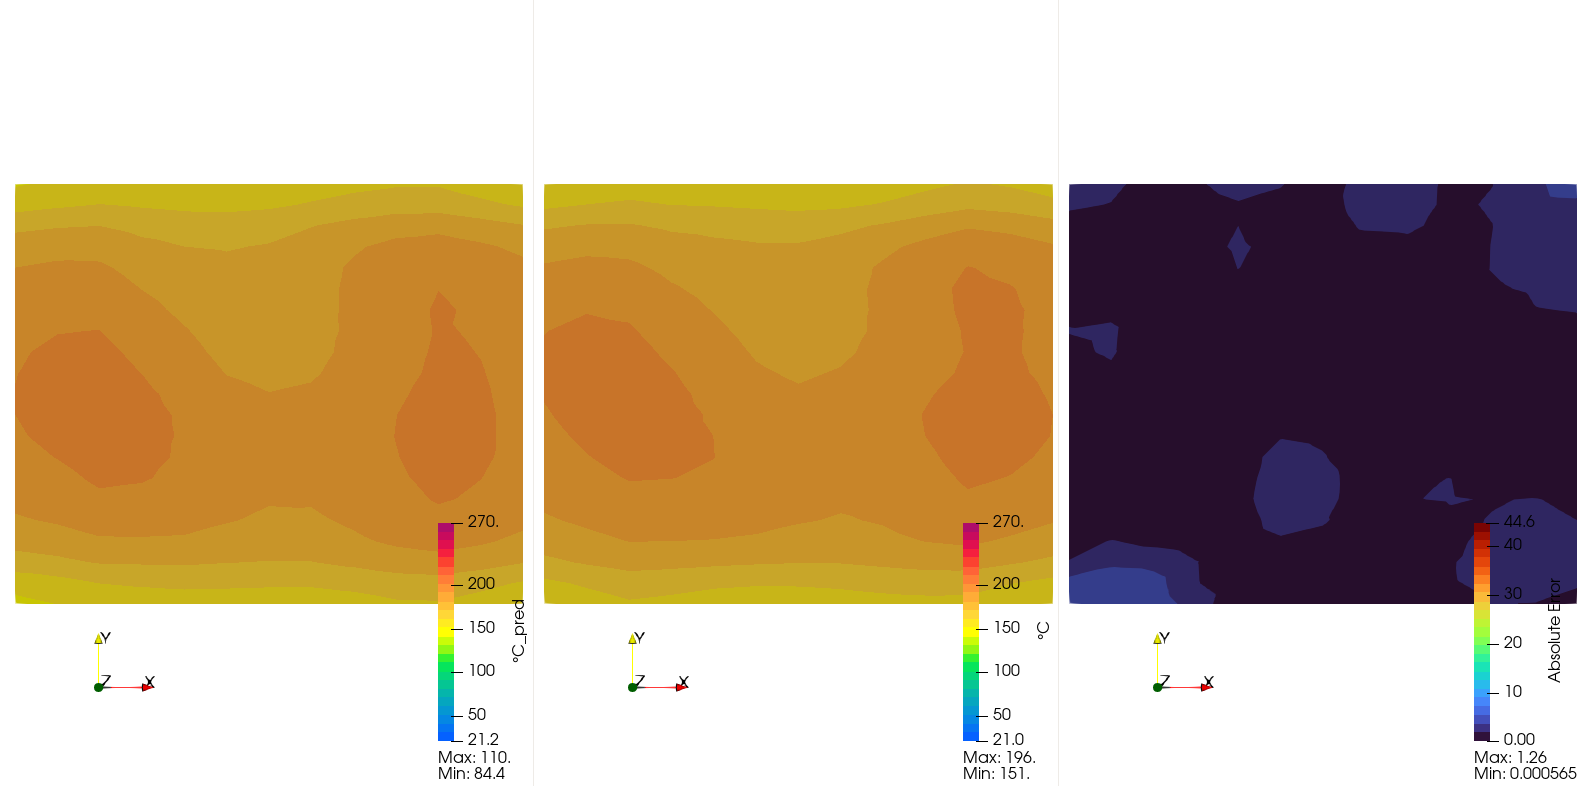 270.
200
150
100
50
21.2
°C_pred
Max: 110.
Min: 84.4
Y
Z
X
270.
200
150
100
50
21.0
°C
Max: 196.
Min: 151.
Y
Z
X
44.6
40
30
20
10
0.00
Absolute Error
Max: 1.26
Min: 0.000565
Y
Z
X